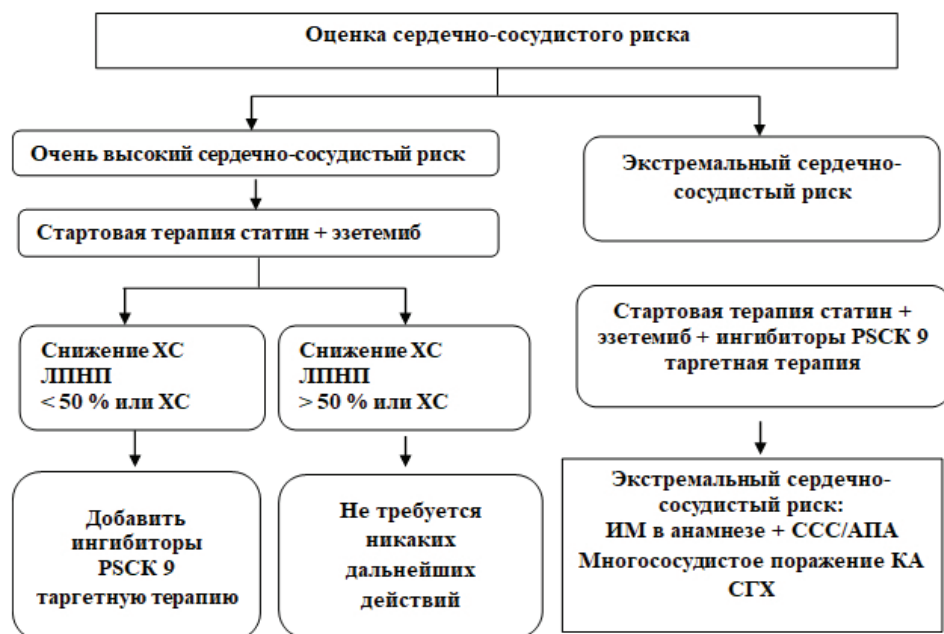 Оценка сердечно-сосудистого риска
Очень высокий сердечно-сосудистый риск
Экстремальный сердечно-
сосудистый риск
Стартовая терапия статин + эзетемиб
Стартовая терапия статин +
эзетемиб + ингибиторы PSCK 9
таргетная терапия
Снижение ХС
ЛПНП
< 50 % или ХС
Снижение ХС
ЛПНП
> 50 % или ХС
Добавить
ингибиторы
PSCK 9
таргетную терапию
Не требуется
никаких
дальнейших
действий
Экстремальный сердечно-
сосудистый риск:
ИМ в анамнезе + ССС/АПА
Многососудистое поражение КА
СГХ